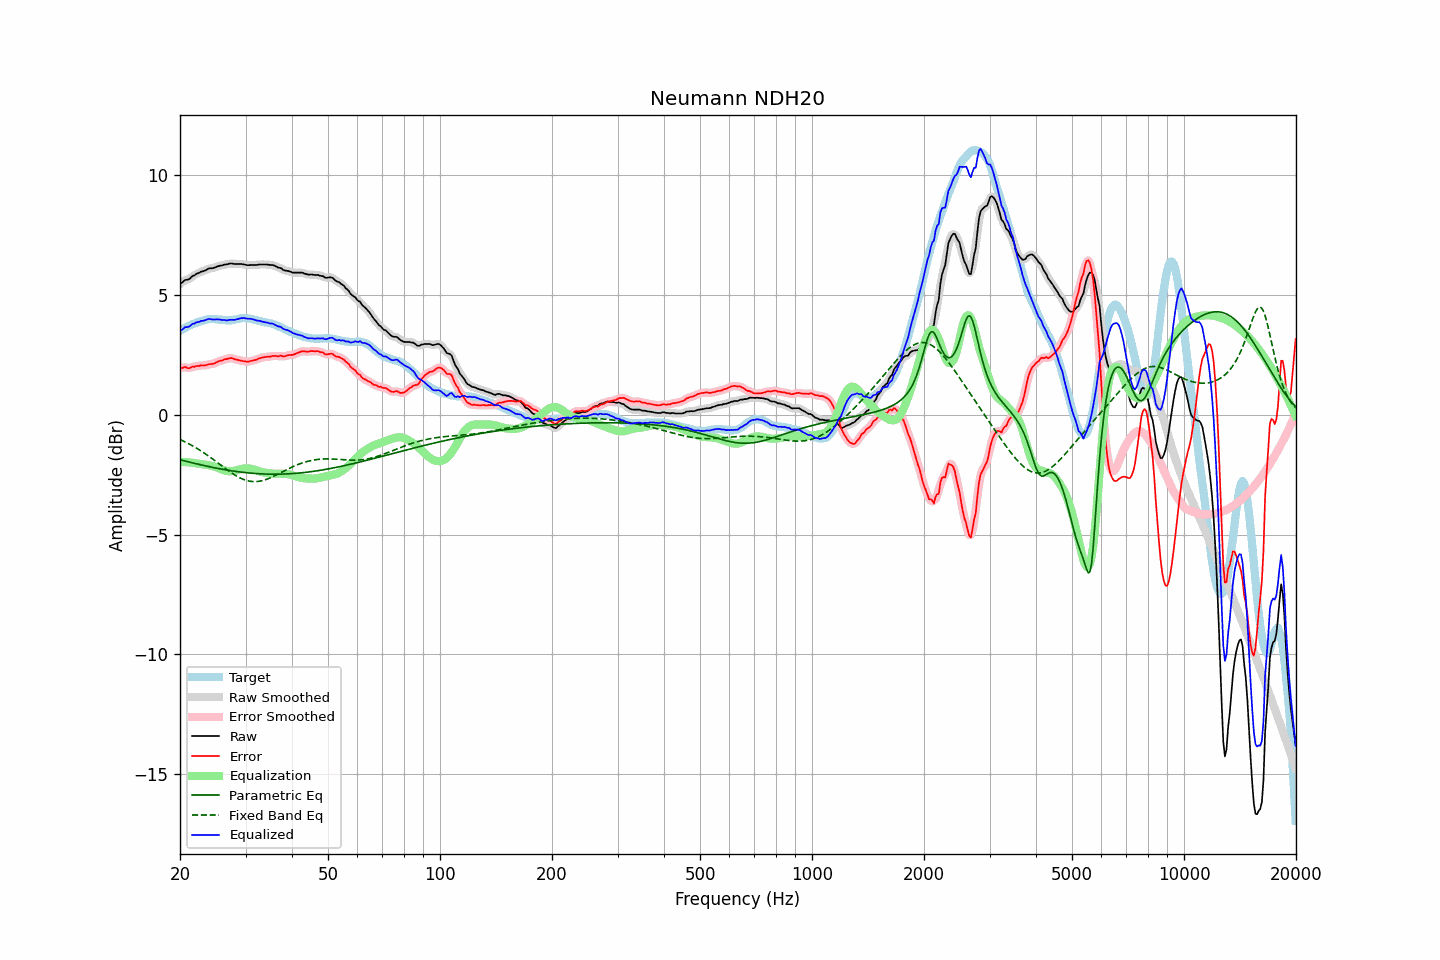 Neumann NDH20
Amplitude (dBr)
10
5
0
−5
−10
−15
Target
Raw Smoothed
Error Smoothed
Raw
Error
Equalization
Parametric Eq
Fixed Band Eq
Equalized
20 50 100 200 500 1000 2000 5000 10000 20000
Frequency (Hz)